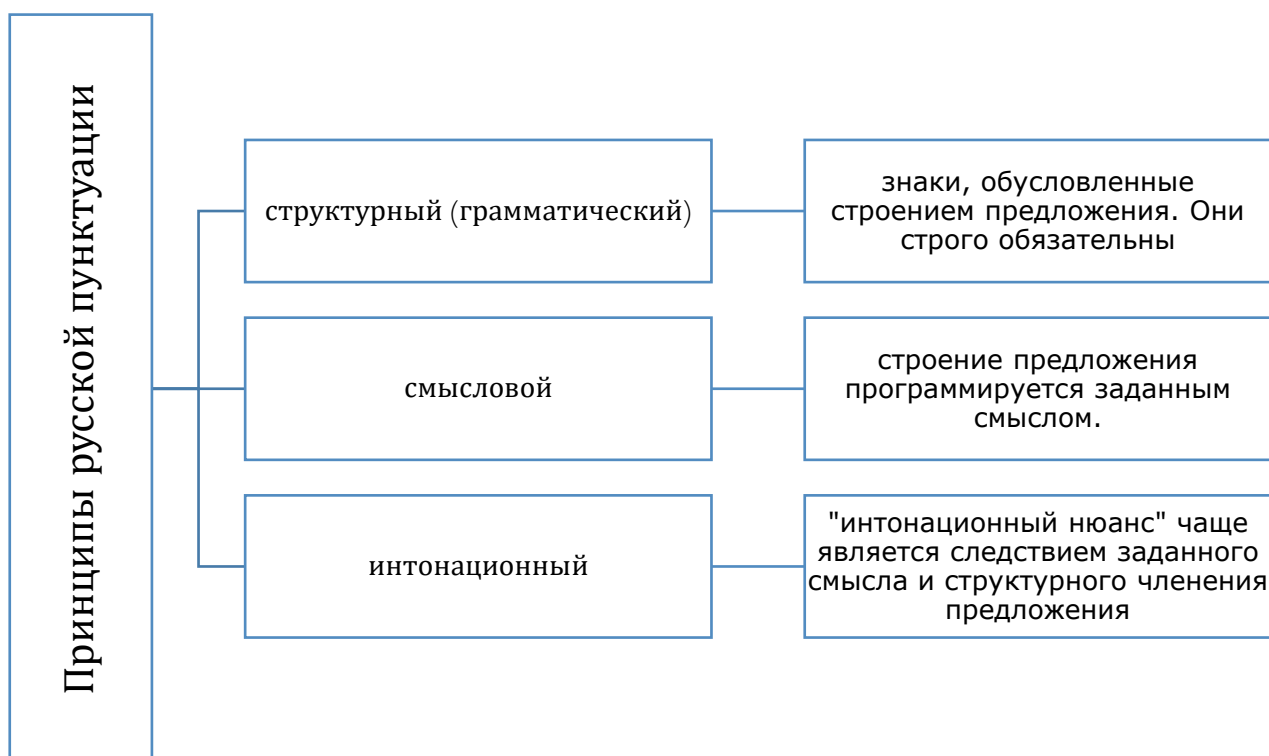 Принципы русской пунктуации
структурный (грамматический)
знаки, обусловленные
строением предложения. Они
строго обязательны
смысловой
строение предложения
программируется заданным
смыслом.
интонационный
"интонационный нюанс" чаще
является следствием заданного
смысла и структурного членения
предложения